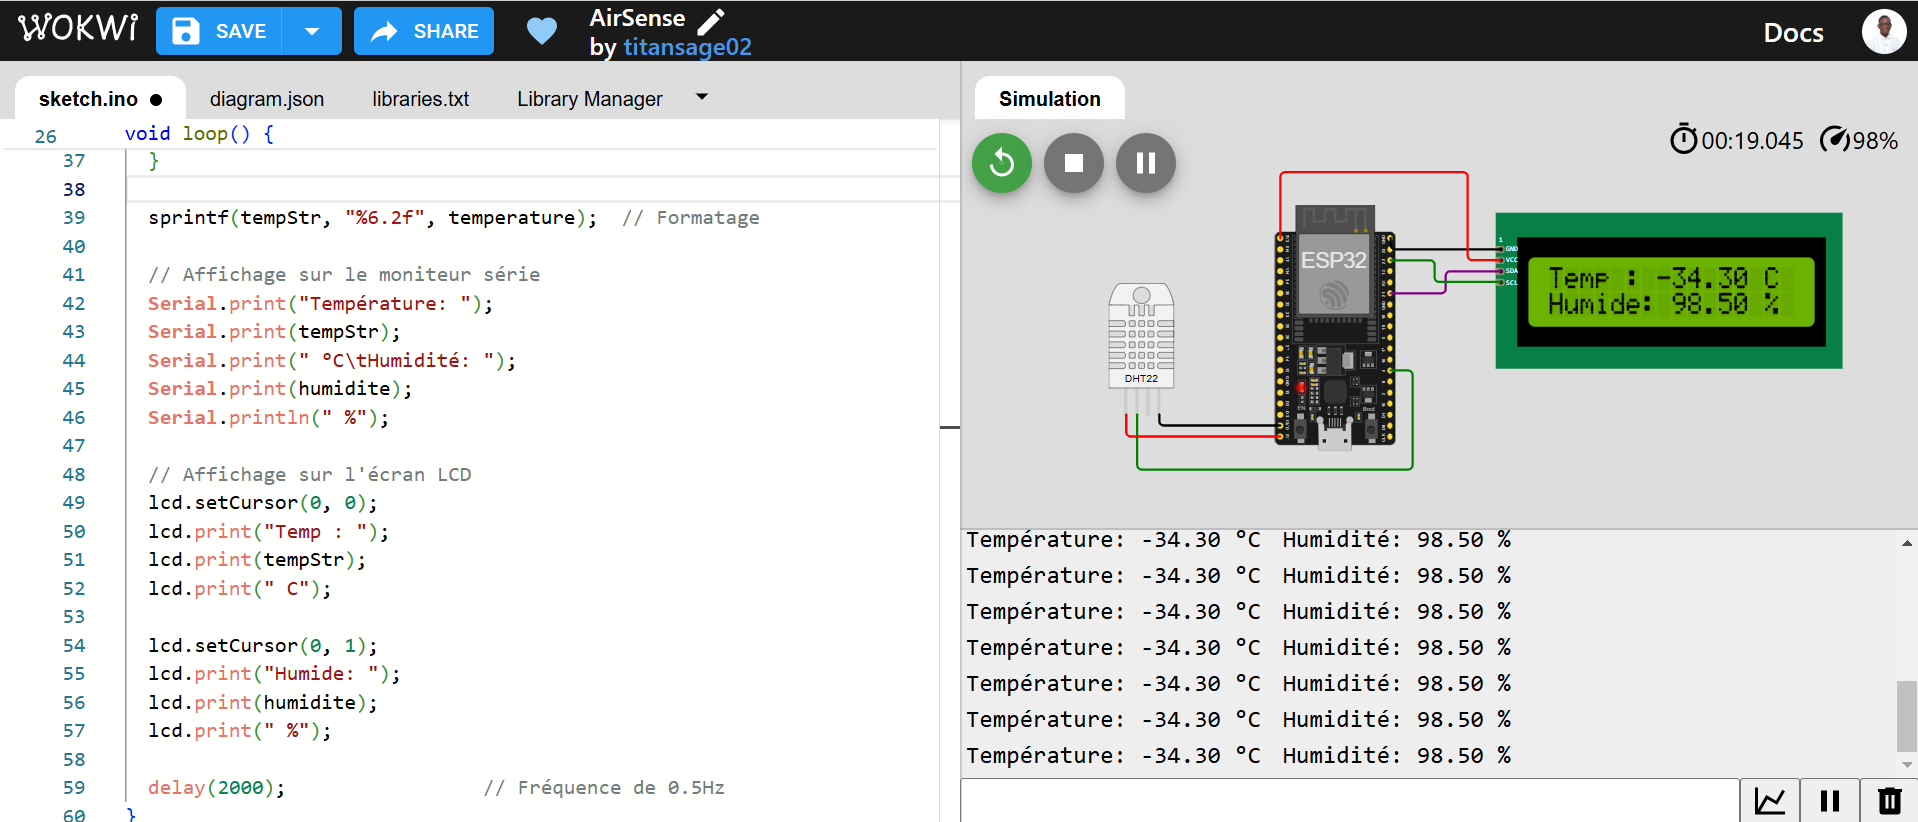 WOKWI
SAVE
SHARE
AirSense
by titansage02
Docs
sketch.ino ●
diagram.json
libraries.txt
Library Manager
26 void loop() {
37 }
38
39 sprintf(tempStr, "%6.2f", temperature); // Formatage
40
41 // Affichage sur le moniteur série
42 Serial.print("Température: ");
43 Serial.print(tempStr);
44 Serial.print(" °C\tHumidité: ");
45 Serial.print(humidite);
46 Serial.println(" %");
47
48 // Affichage sur l'écran LCD
49 lcd.setCursor(0, 0);
50 lcd.print("Temp : ");
51 lcd.print(tempStr);
52 lcd.print(" C");
53
54 lcd.setCursor(0, 1);
55 lcd.print("Humide: ");
56 lcd.print(humidite);
57 lcd.print(" %");
58
59 delay(2000); // Fréquence de 0.5Hz
60 }
Simulation
00:19.045
98%
ESP32
DHT22
EN
Boot
1
GND
VCC
SDA
SCL
Temp : -34.30 C
Humide: 98.50 %
Température: -34.30 °C Humidité: 98.50 %
Température: -34.30 °C Humidité: 98.50 %
Température: -34.30 °C Humidité: 98.50 %
Température: -34.30 °C Humidité: 98.50 %
Température: -34.30 °C Humidité: 98.50 %
Température: -34.30 °C Humidité: 98.50 %
Température: -34.30 °C Humidité: 98.50 %